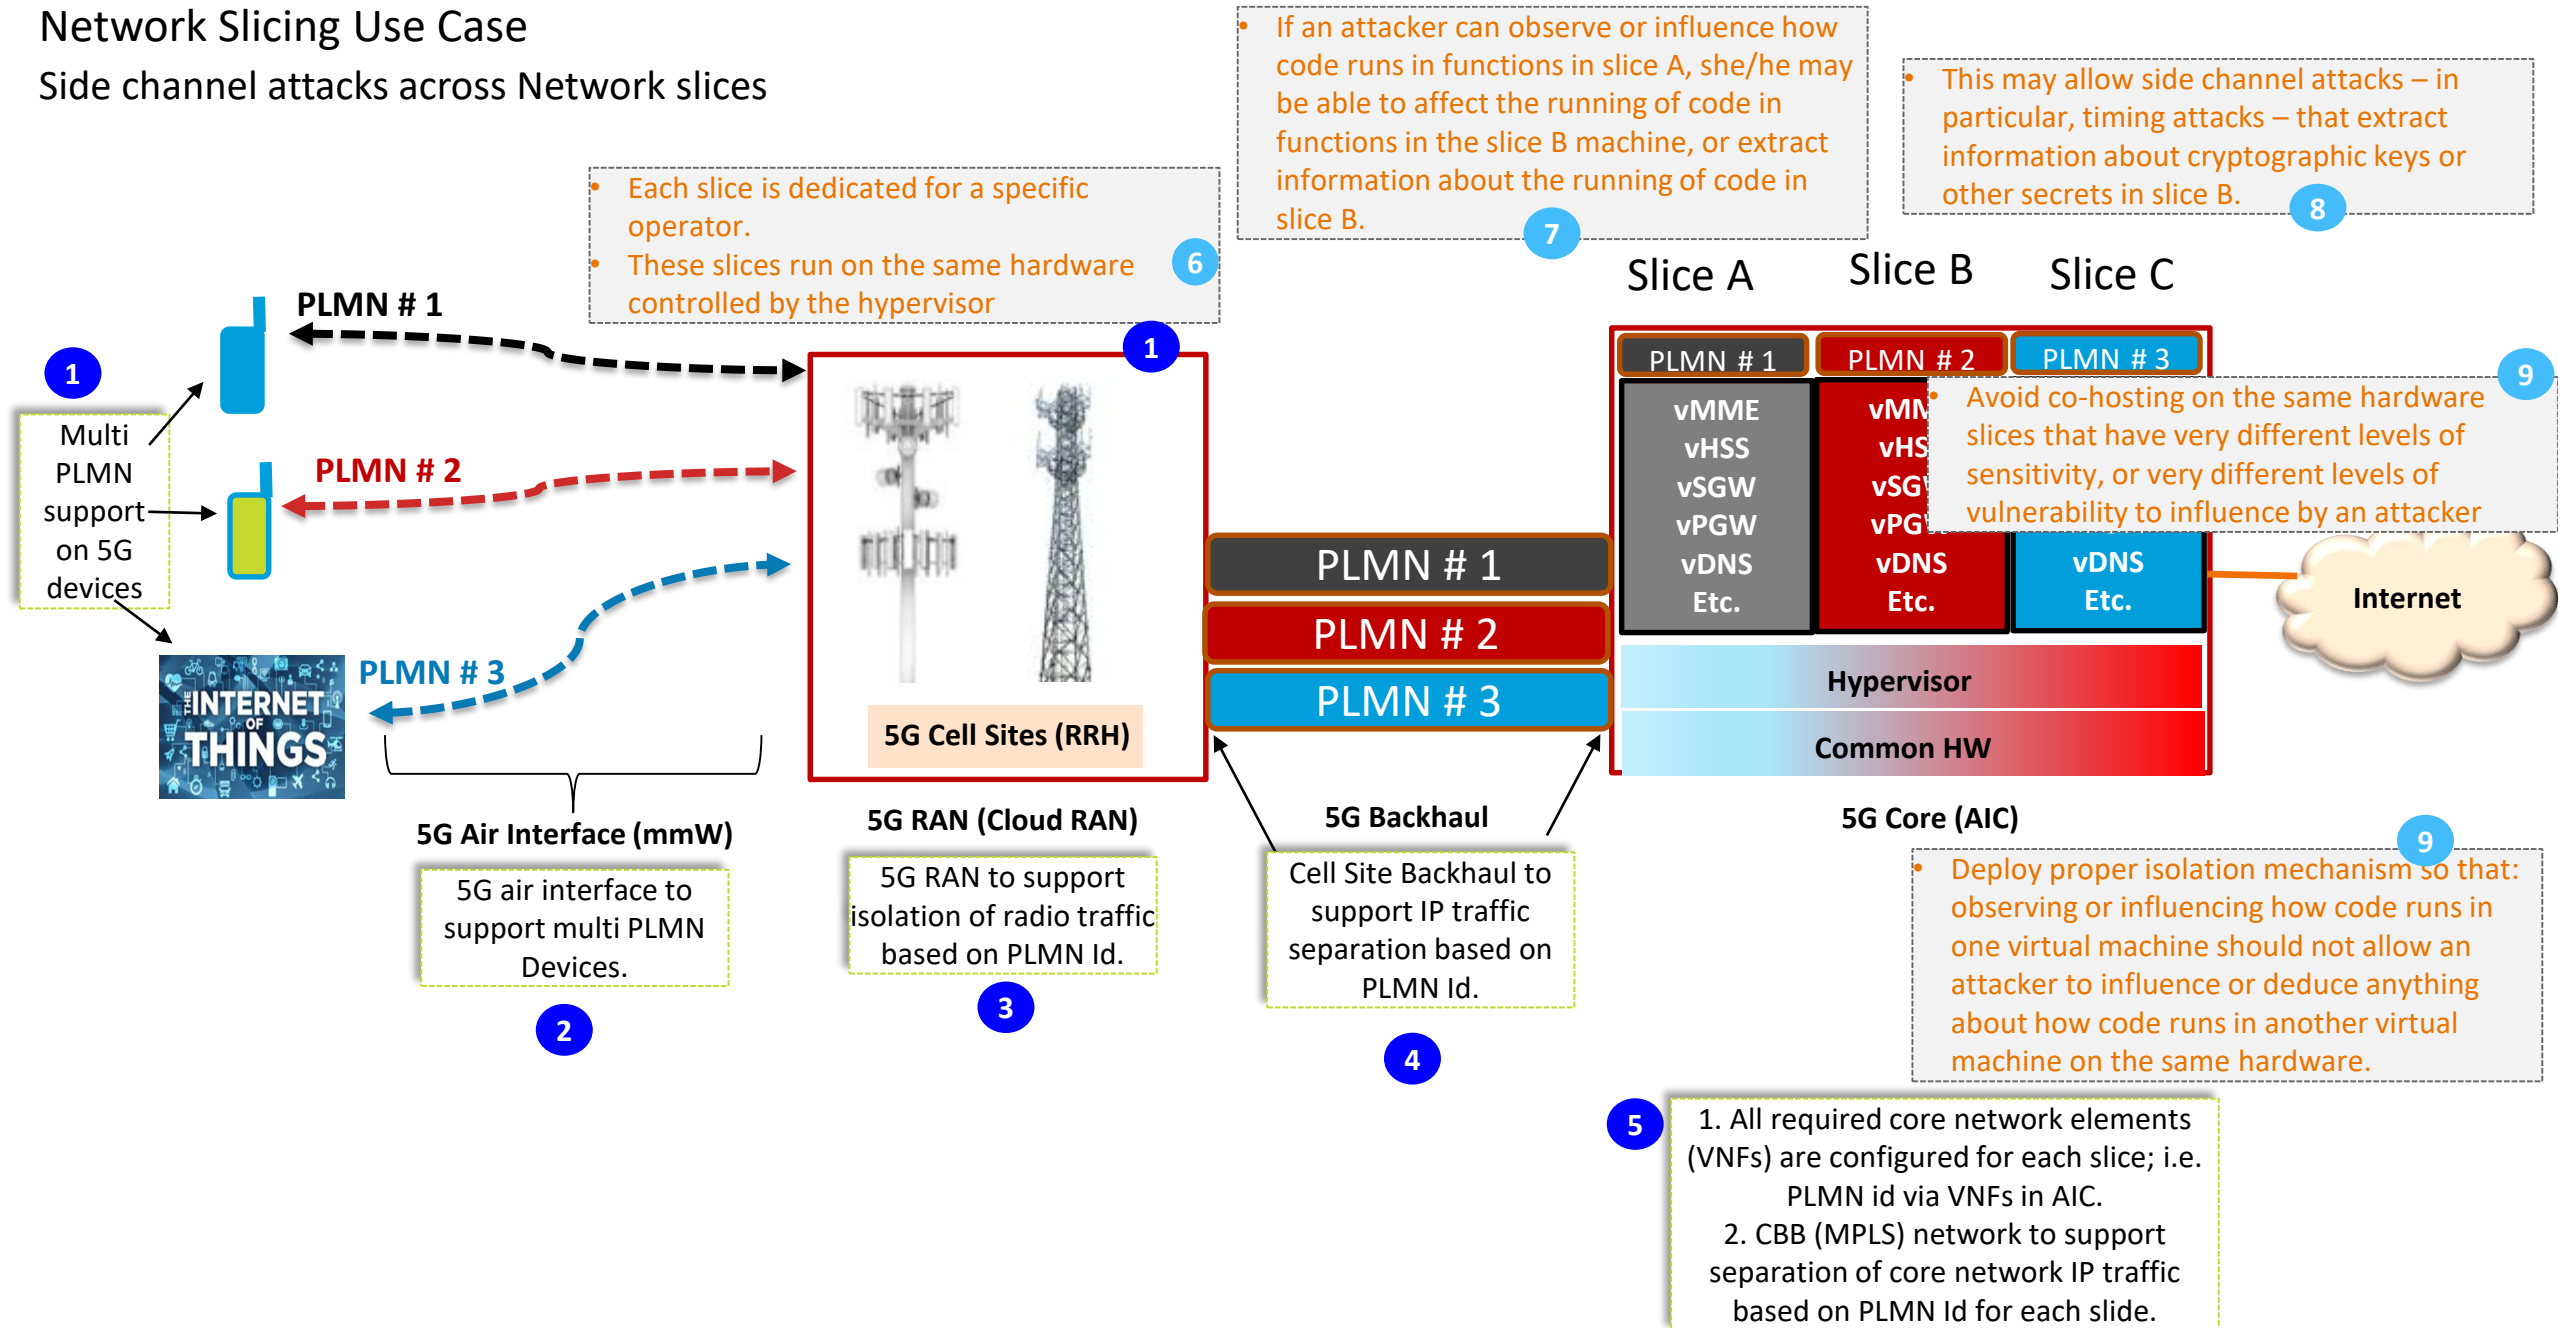 Network Slicing Use Case
Side channel attacks across Network slices
• If an attacker can observe or influence how
code runs in functions in slice A, she/he may
be able to affect the running of code in
functions in the slice B machine, or extract
information about the running of code in
slice B.
7
• This may allow side channel attacks – in
particular, timing attacks – that extract
information about cryptographic keys or
other secrets in slice B.
8
• Each slice is dedicated for a specific
operator.
• These slices run on the same hardware
controlled by the hypervisor
6
1
Multi
PLMN
support
on 5G
devices
PLMN # 1
PLMN # 2
PLMN # 3
THE
INTERNET
OF
THINGS
5G Air Interface (mmW)
5G air interface to
support multi PLMN
Devices.
2
1
5G Cell Sites (RRH)
5G RAN (Cloud RAN)
5G RAN to support
isolation of radio traffic
based on PLMN Id.
3
PLMN # 1
PLMN # 2
PLMN # 3
5G Backhaul
Cell Site Backhaul to
support IP traffic
separation based on
PLMN Id.
4
Slice A
Slice B
Slice C
PLMN # 1
PLMN # 2
PLMN # 3
vMME
vHSS
vSGW
vPGW
vDNS
Etc.
vDNS
Etc.
vDNS
Etc.
9
• Avoid co-hosting on the same hardware
slices that have very different levels of
sensitivity, or very different levels of
vulnerability to influence by an attacker
Internet
Hypervisor
Common HW
5G Core (AIC)
9
• Deploy proper isolation mechanism so that:
observing or influencing how code runs in
one virtual machine should not allow an
attacker to influence or deduce anything
about how code runs in another virtual
machine on the same hardware.
5
1. All required core network elements
(VNFs) are configured for each slice; i.e.
PLMN id via VNFs in AIC.
2. CBB (MPLS) network to support
separation of core network IP traffic
based on PLMN Id for each slide.